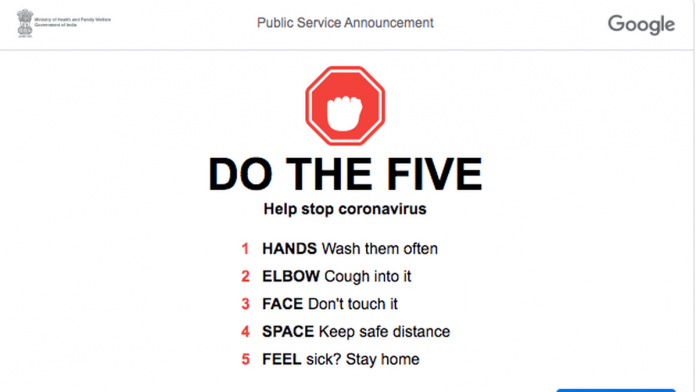 Ministry of Health and Family Welfare
Government of India
Public Service Announcement
Google
DO THE FIVE
Help stop coronavirus
1 HANDS Wash them often
2 ELBOW Cough into it
3 FACE Don't touch it
4 SPACE Keep safe distance
5 FEEL sick? Stay home